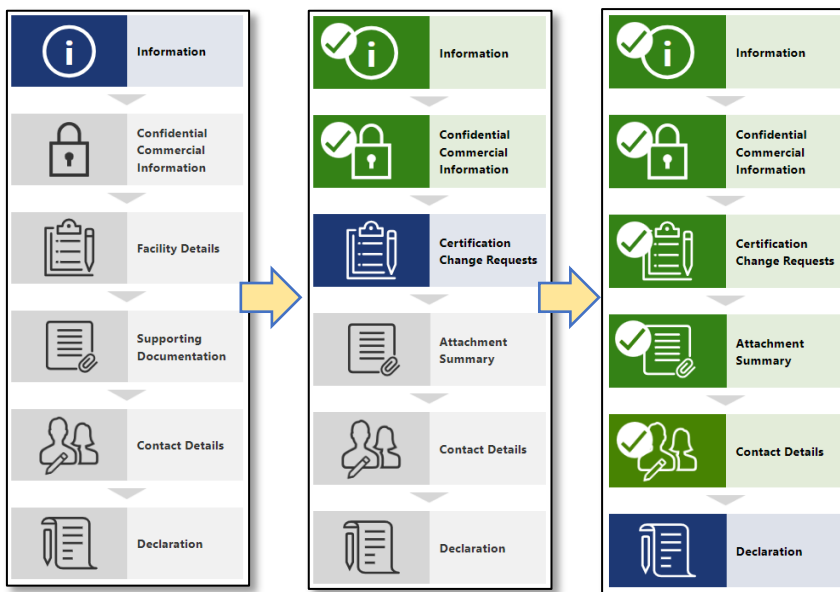 Information
Confidential
Commercial
Information
Facility Details
Supporting
Documentation
Contact Details
Declaration
Information
Confidential
Commercial
Information
Certification
Change Requests
Attachment
Summary
Contact Details
Declaration
Information
Confidential
Commercial
Information
Certification
Change Requests
Attachment
Summary
Contact Details
Declaration